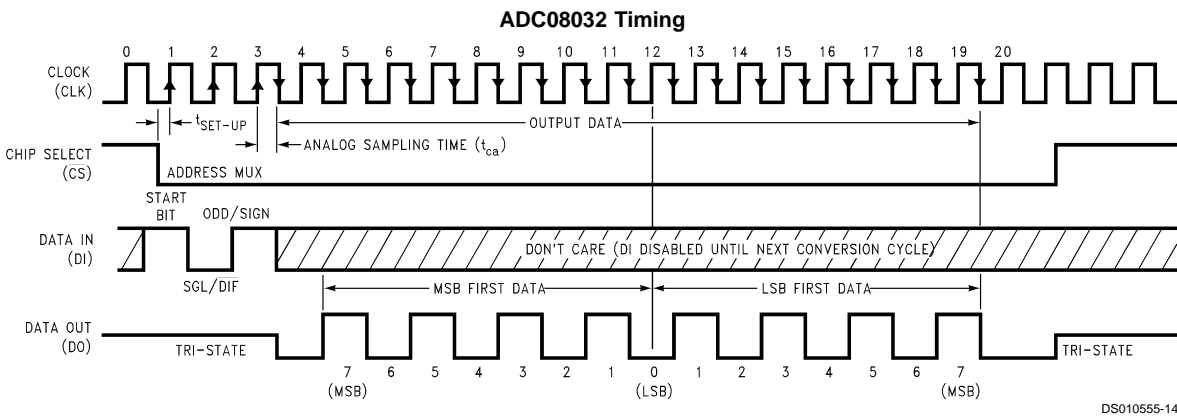 ADC08032 Timing
0 1 2 3 4 5 6 7 8 9 10 11 12 13 14 15 16 17 18 19 20
CLOCK
(CLK)
tSET-UP
OUTPUT DATA
ANALOG SAMPLING TIME (tca)
CHIP SELECT
(CS)
ADDRESS MUX
START
BIT
ODD/SIGN
DATA IN
(DI)
DON'T CARE (DI DISABLED UNTIL NEXT CONVERSION CYCLE)
SGL/DIF
MSB FIRST DATA
LSB FIRST DATA
DATA OUT
(DO)
TRI-STATE
TRI-STATE
7 6 5 4 3 2 1 0 1 2 3 4 5 6 7
(MSB) (LSB) (MSB)
DS010555-14